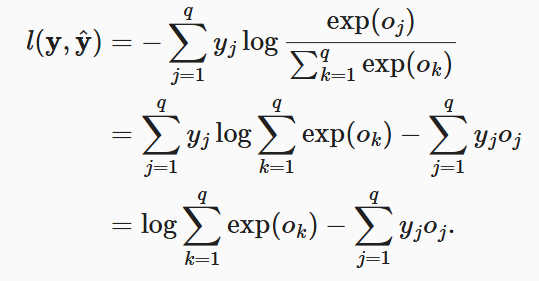 l(𝐲, 𝐲̂) = − ∑_{j=1}^{q} y_j log \frac{exp(o_j)}{∑_{k=1}^{q} exp(o_k)}
= ∑_{j=1}^{q} y_j log ∑_{k=1}^{q} exp(o_k) − ∑_{j=1}^{q} y_j o_j
= log ∑_{k=1}^{q} exp(o_k) − ∑_{j=1}^{q} y_j o_j.